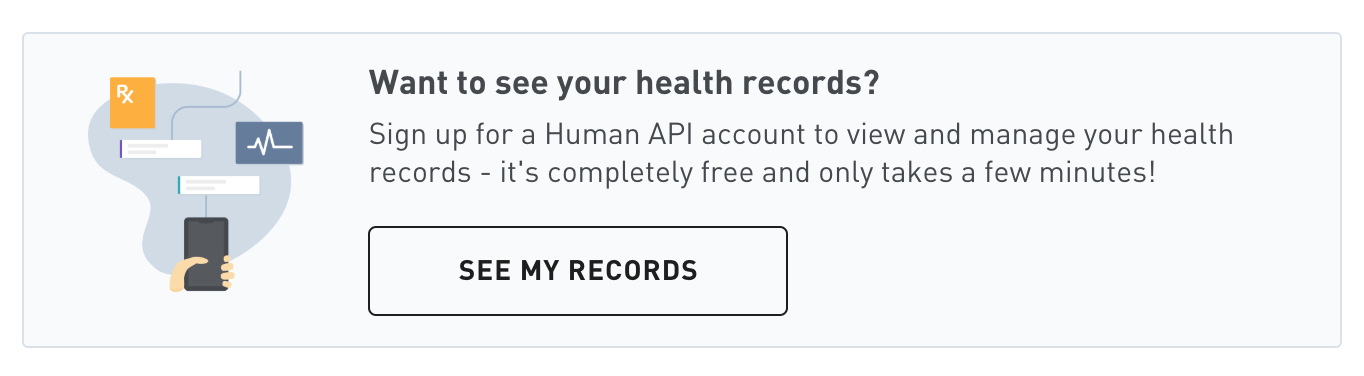 Rx
Want to see your health records?
Sign up for a Human API account to view and manage your health
records - it's completely free and only takes a few minutes!
SEE MY RECORDS